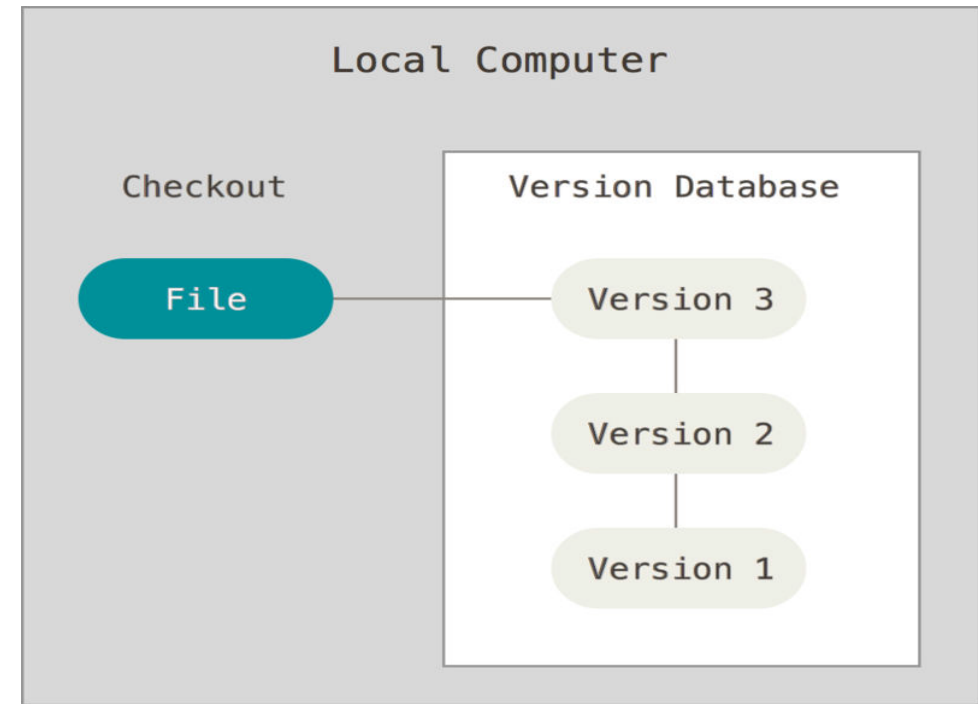 Local Computer
Checkout
Version Database
File
Version 3
Version 2
Version 1